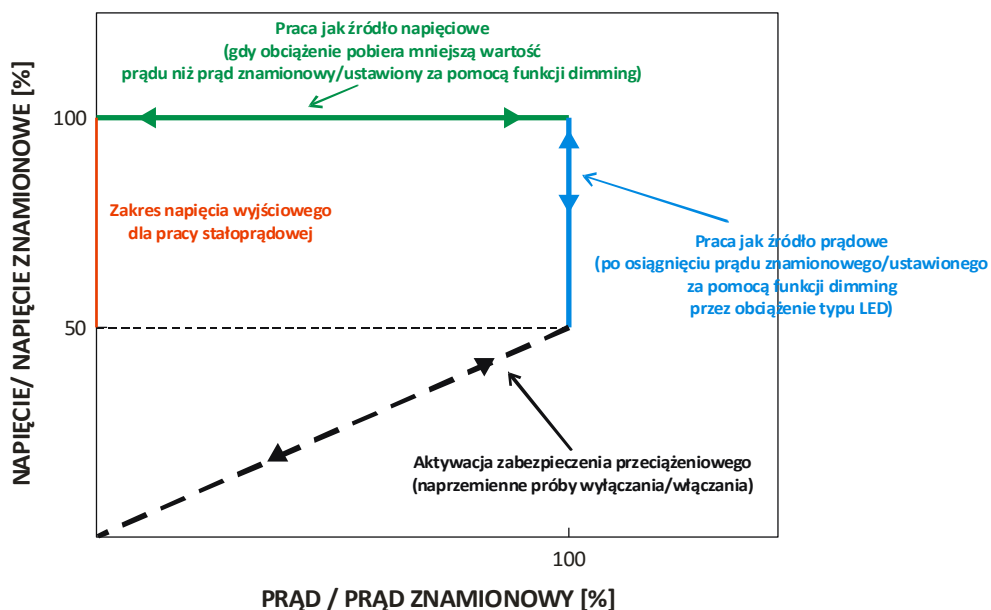 Praca jak źródło napięciowe
(gdy obciążenie pobiera mniejszą wartość
prądu niż prąd znamionowy/ustawiony za pomocą funkcji dimming)
NAPIĘCIE/ NAPIĘCIE ZNAMIONOWE [%]
100
Zakres napięcia wyjściowego
dla pracy stałoprądowej
Praca jak źródło prądowe
(po osiągnięciu prądu znamionowego/ustawionego
za pomocą funkcji dimming
przez obciążenie typu LED)
50
Aktywacja zabezpieczenia przeciążeniowego
(naprzemienne próby wyłączania/włączania)
100
PRĄD / PRĄD ZNAMIONOWY [%]